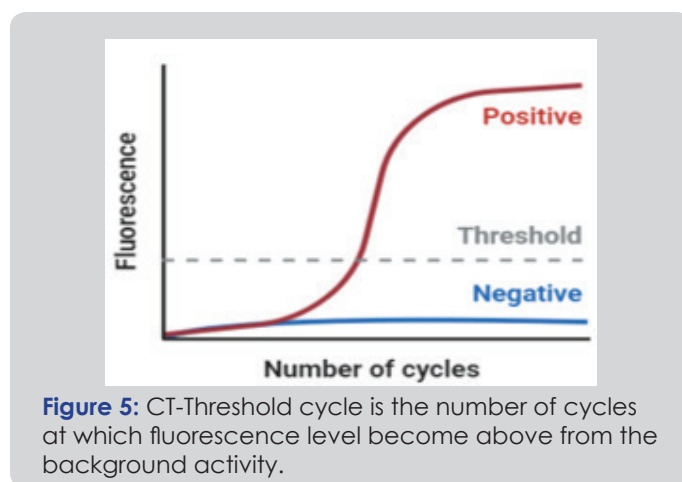 Positive
Fluorescence
Threshold
Negative
Number of cycles
Figure 5: CT-Threshold cycle is the number of cycles
at which fluorescence level become above from the
background activity.